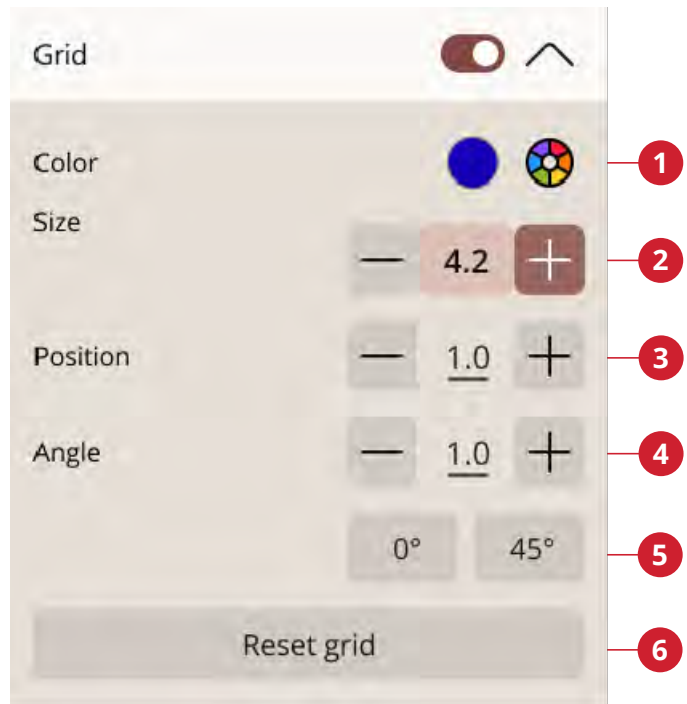 Grid
Color 1
Size
4.2 2
Position 1.0 3
Angle 1.0 4
0° 45° 5
Reset grid 6